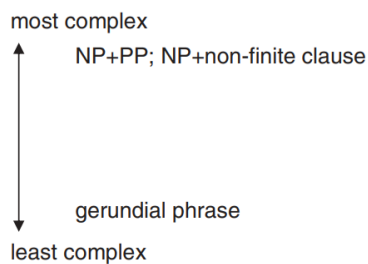 most complex
NP+PP; NP+non-finite clause
gerundial phrase
least complex